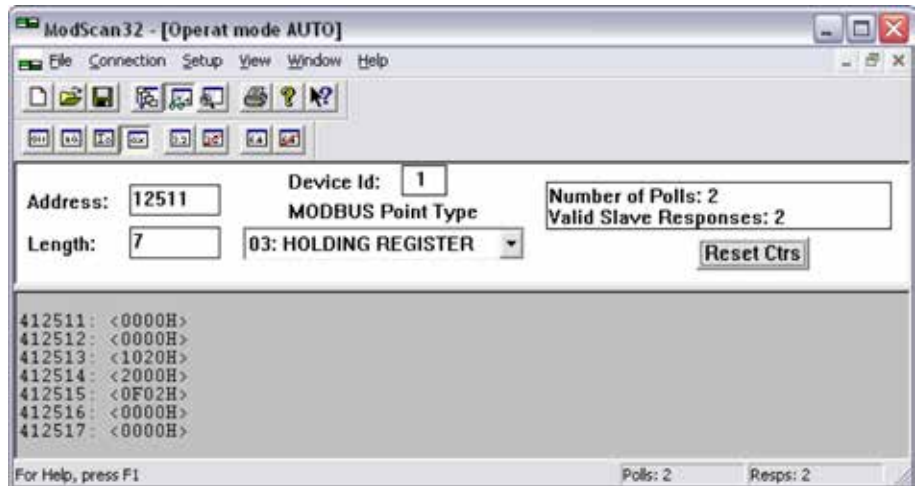 ModScan32 - [Operat mode AUTO]
File Connection Setup View Window Help
Address: 12511
Device Id: 1
MODBUS Point Type
Length: 7
03: HOLDING REGISTER
Number of Polls: 2
Valid Slave Responses: 2
Reset Ctrs
412511: <0000H>
412512: <0000H>
412513: <1020H>
412514: <2000H>
412515: <0F02H>
412516: <0000H>
412517: <0000H>
For Help, press F1
Polls: 2
Resps: 2